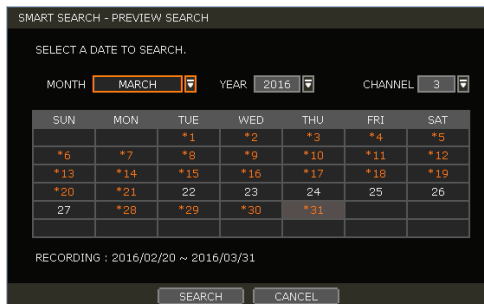 SMART SEARCH - PREVIEW SEARCH
SELECT A DATE TO SEARCH.
MONTH MARCH YEAR 2016 CHANNEL 3
SUN MON TUE WED THU FRI SAT
*1 *2 *3 *4 *5
*6 *7 *8 *9 *10 *11 *12
*13 *14 *15 *16 *17 *18 *19
*20 *21 22 23 24 25 26
27 *28 *29 *30 *31
RECORDING : 2016/02/20 ~ 2016/03/31
SEARCH CANCEL